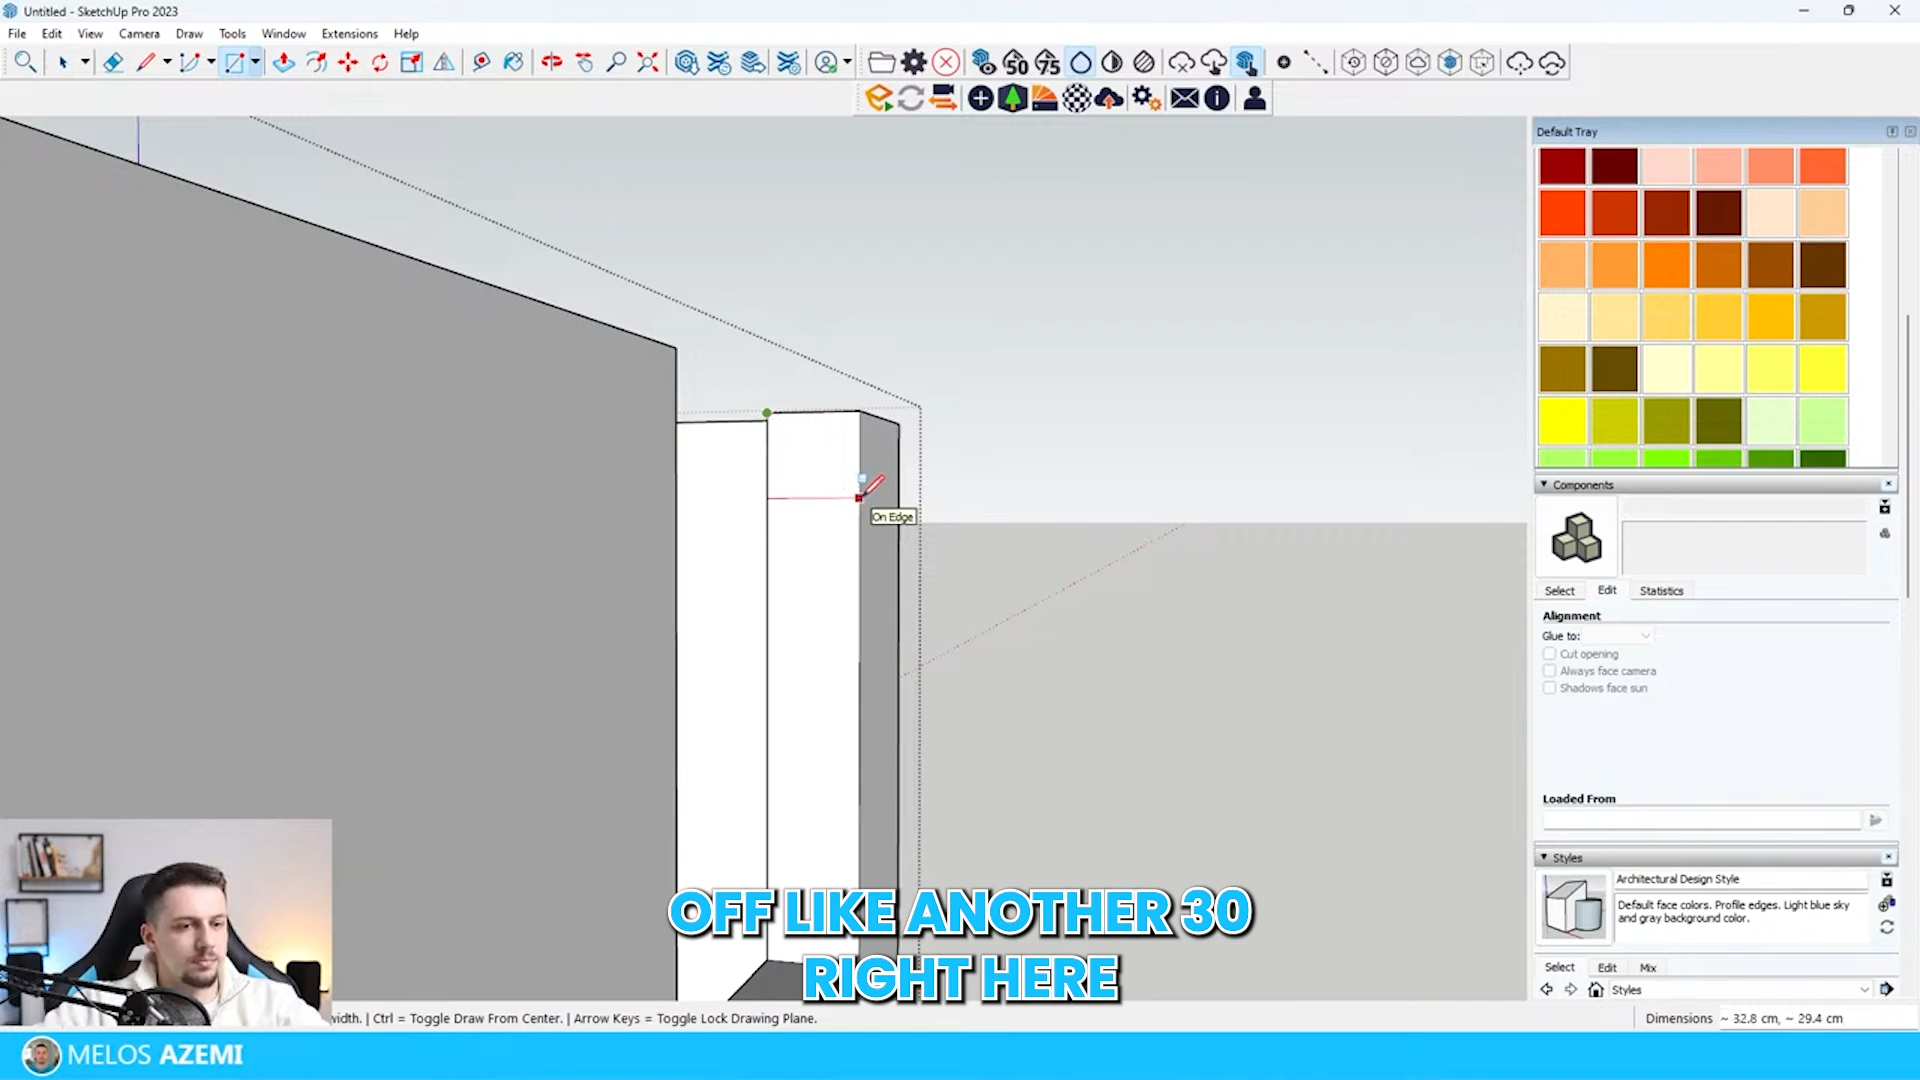 Untitled - SketchUp Pro 2023
File Edit View Camera Draw Tools Window Extensions Help
50 75
Default Tray
On Edge
Components
Select Edit Statistics
Alignment
Glue to:
Cut opening
Always face camera
Shadows face sun
Loaded From
Styles
Architectural Design Style
Default face colors. Profile edges. Light blue sky
and gray background color.
Select Edit Mix
Styles
OFF LIKE ANOTHER 30
RIGHT HERE
width. | Ctrl = Toggle Draw From Center. | Arrow Keys = Toggle Lock Drawing Plane.
Dimensions ~ 32.8 cm, ~ 29.4 cm
MELOS AZEMI